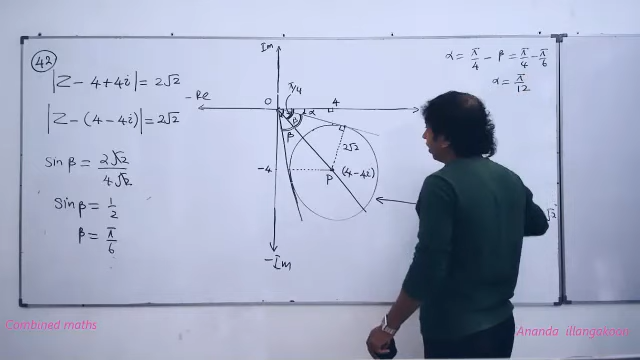 42
|Z - 4 + 4i| = 2√2
|Z - (4 - 4i)| = 2√2
Sin β = 2√2 / 4√2
Sin β = 1/2
β = π/6
Im
- Re
O
π/4
α
4
β
β
2√2
-4
P
(4 - 4i)
- Im
α = π/4 - β = π/4 - π/6
α = π/12
Combined maths
Ananda illangakoon